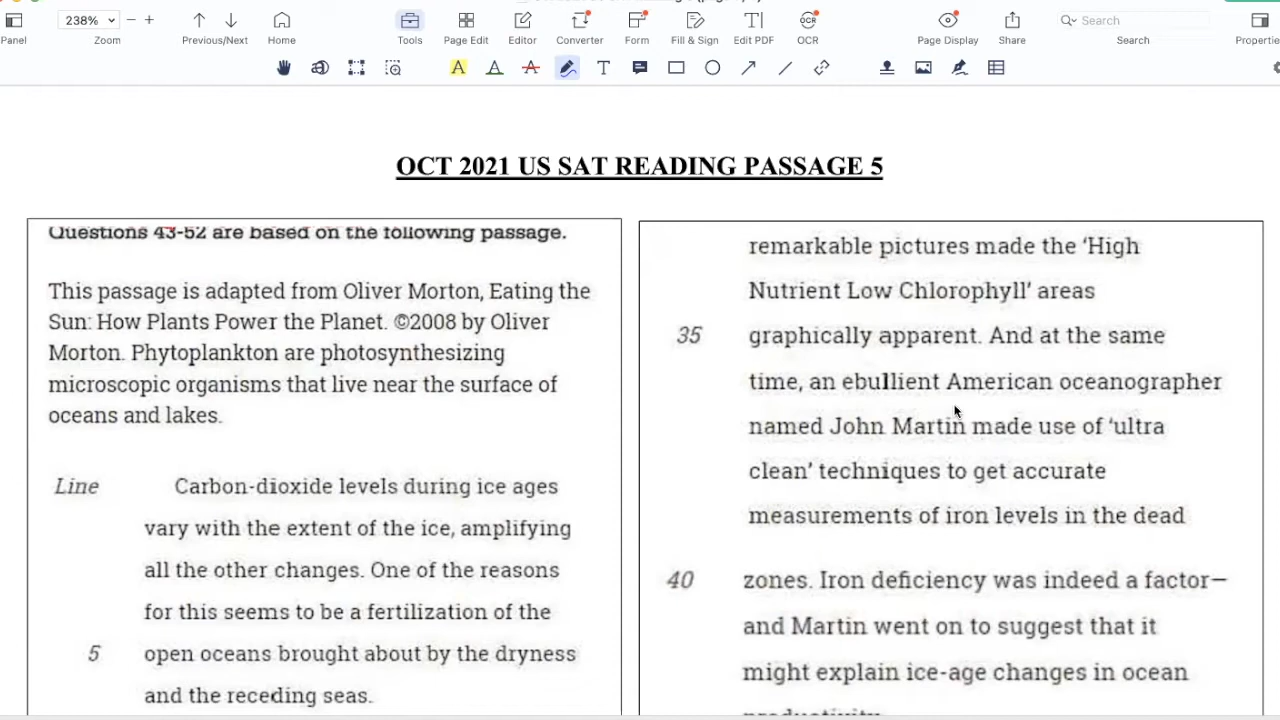 238%
Panel
Zoom
Previous/Next
Home
Tools
Page Edit
Editor
Converter
Form
Fill & Sign
Edit PDF
OCR
OCR
Page Display
Share
Search
Search
Propertie
OCT 2021 US SAT READING PASSAGE 5
Questions 43-52 are based on the following passage.
This passage is adapted from Oliver Morton, Eating the
Sun: How Plants Power the Planet. ©2008 by Oliver
Morton. Phytoplankton are photosynthesizing
microscopic organisms that live near the surface of
oceans and lakes.
Line Carbon-dioxide levels during ice ages
vary with the extent of the ice, amplifying
all the other changes. One of the reasons
for this seems to be a fertilization of the
5 open oceans brought about by the dryness
and the receding seas.
remarkable pictures made the ‘High
Nutrient Low Chlorophyll’ areas
35 graphically apparent. And at the same
time, an ebullient American oceanographer
named John Martin made use of ‘ultra
clean’ techniques to get accurate
measurements of iron levels in the dead
40 zones. Iron deficiency was indeed a factor—
and Martin went on to suggest that it
might explain ice-age changes in ocean